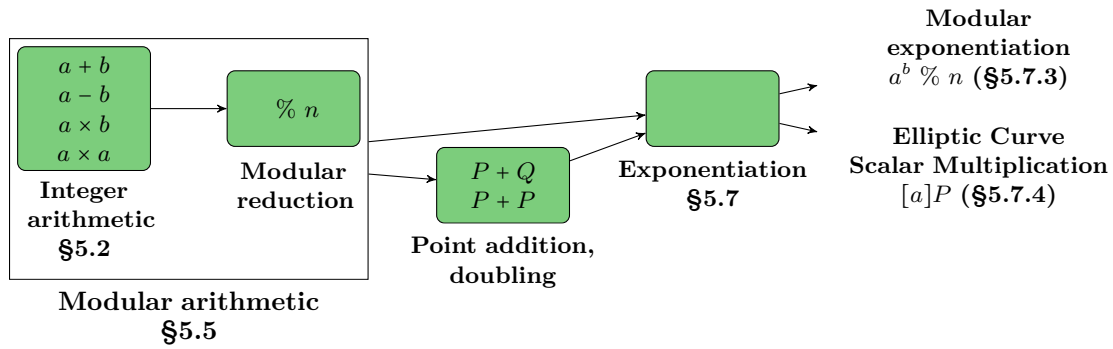 a + b
a − b
a × b
a × a
Integer
arithmetic
§5.2
% n
Modular
reduction
Modular arithmetic
§5.5
P + Q
P + P
Point addition,
doubling
Exponentiation
§5.7
Modular
exponentiation
a^b % n (§5.7.3)
Elliptic Curve
Scalar Multiplication
[a]P (§5.7.4)